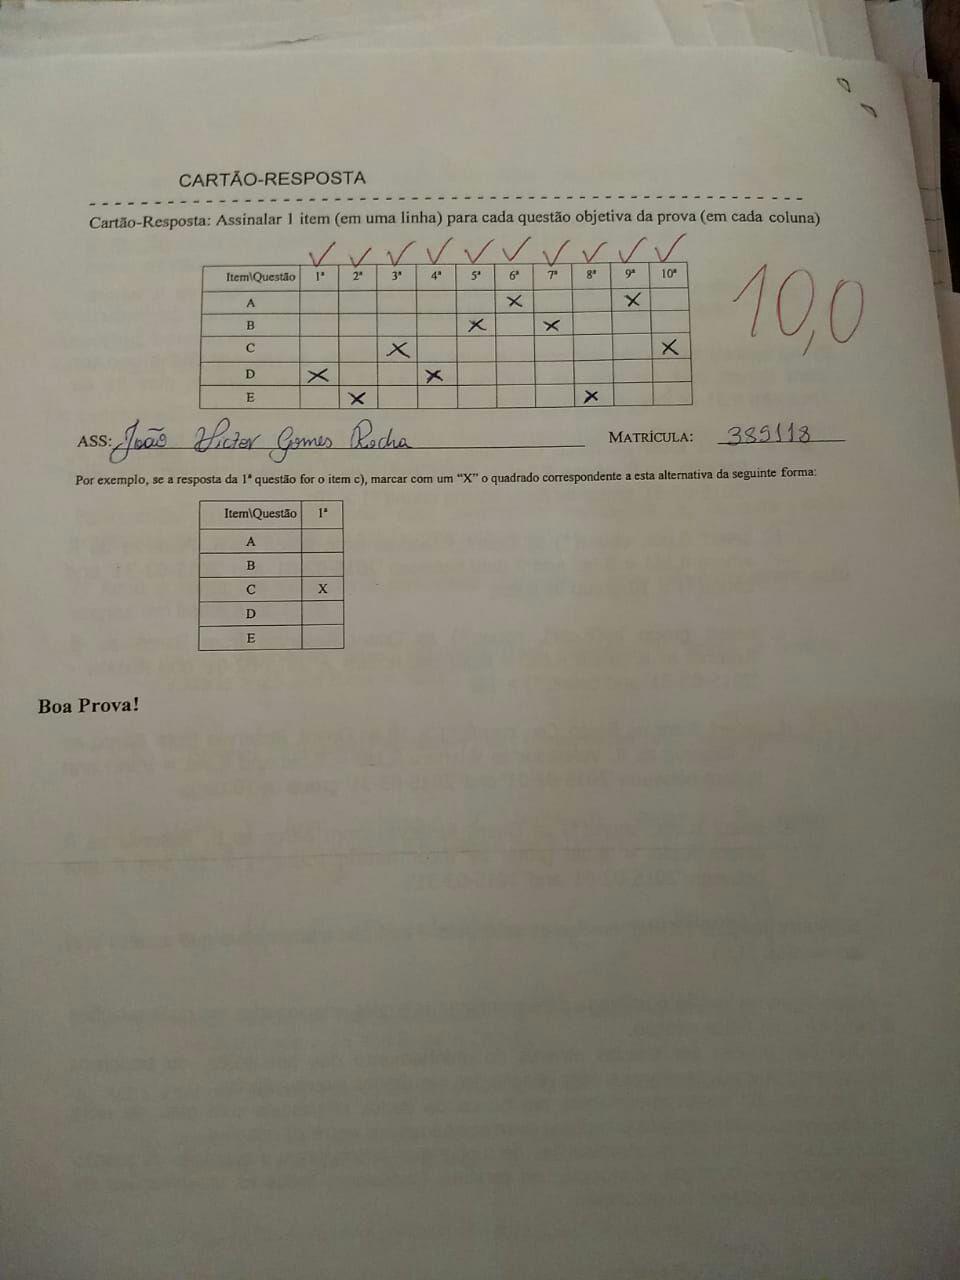 CARTÃO-RESPOSTA
Cartão-Resposta: Assinalar 1 item (em uma linha) para cada questão objetiva da prova (em cada coluna)
Item\Questão 1ª 2ª 3ª 4ª 5ª 6ª 7ª 8ª 9ª 10ª
A X X
B X X
C X X
D X X
E X X
10,0
ASS: João Victor Gomes Rocha MATRÍCULA: 389118
Por exemplo, se a resposta da 1ª questão for o item c), marcar com um “X” o quadrado correspondente a esta alternativa da seguinte forma:
Item\Questão 1ª
A
B
C X
D
E
Boa Prova!